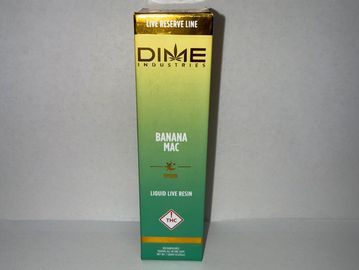 LIVE RESERVE LINE
DIME
INDUSTRIES
BANANA
MAC
LIQUID LIVE RESIN
!
THC